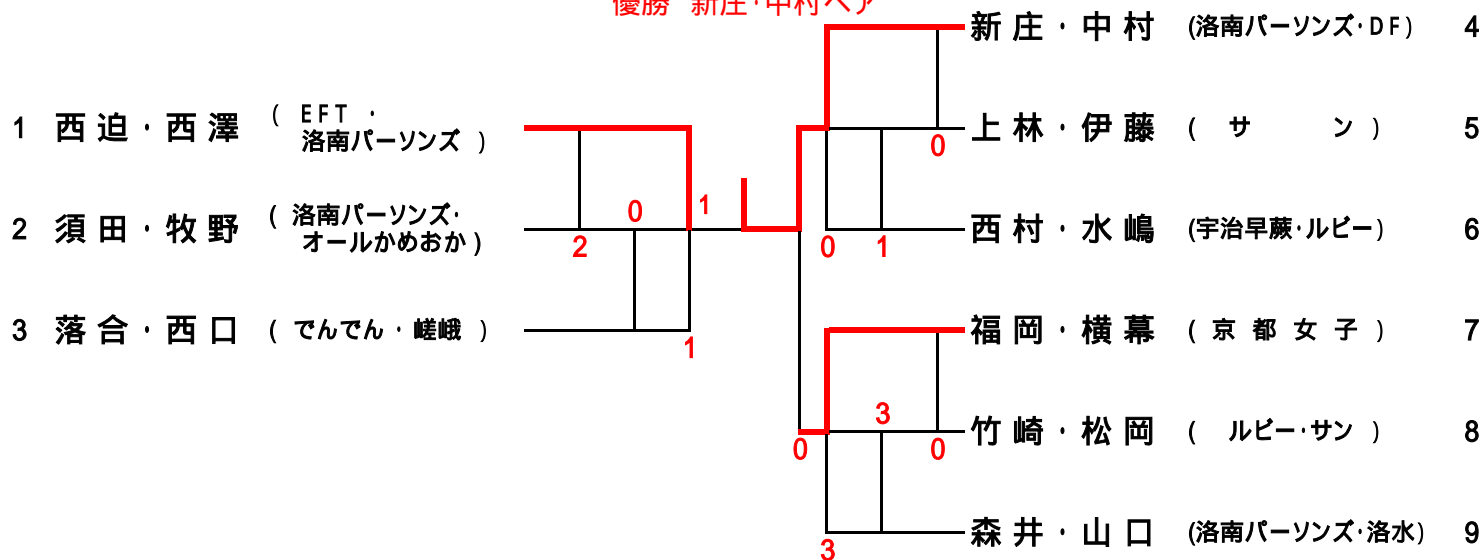 優勝 新庄・中村ペア
1 西迫・西澤 ( EFT ・
洛南パーソンズ )
2 須田・牧野 ( 洛南パーソンズ・
オールかめおか )
3 落合・西口 ( でんでん・嵯峨 )
2
0
1
1
新庄・中村 (洛南パーソンズ・DF) 4
上林・伊藤 ( サン ) 5
西村・水嶋 (宇治早蕨・ルビー) 6
福岡・横幕 ( 京都女子 ) 7
竹崎・松岡 ( ルビー・サン ) 8
森井・山口 (洛南パーソンズ・洛水) 9
0
0
1
3
0
0
3